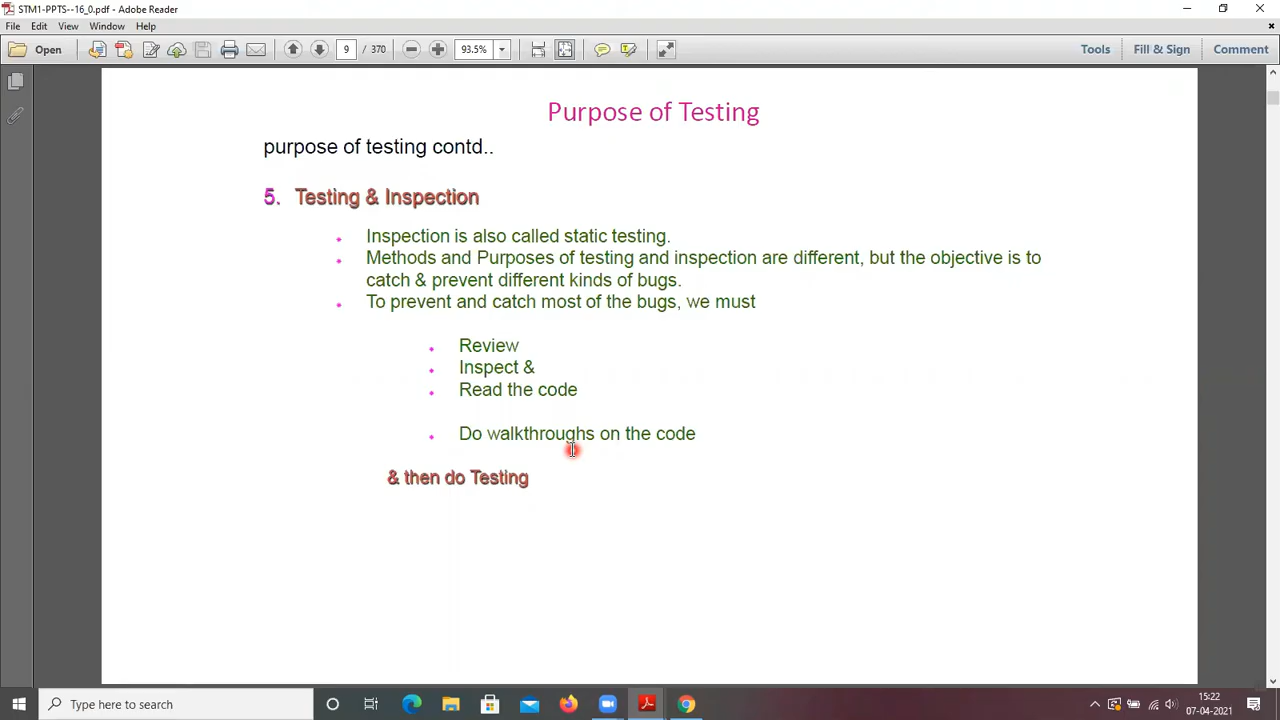 STM1-PPTS--16_0.pdf - Adobe Reader
File Edit View Window Help
Open 9 / 370 93.5% Tools Fill & Sign Comment
Purpose of Testing
purpose of testing contd..
5. Testing & Inspection
Inspection is also called static testing.
Methods and Purposes of testing and inspection are different, but the objective is to
catch & prevent different kinds of bugs.
To prevent and catch most of the bugs, we must
Review
Inspect &
Read the code
Do walkthroughs on the code
& then do Testing
Type here to search
15:22
07-04-2021